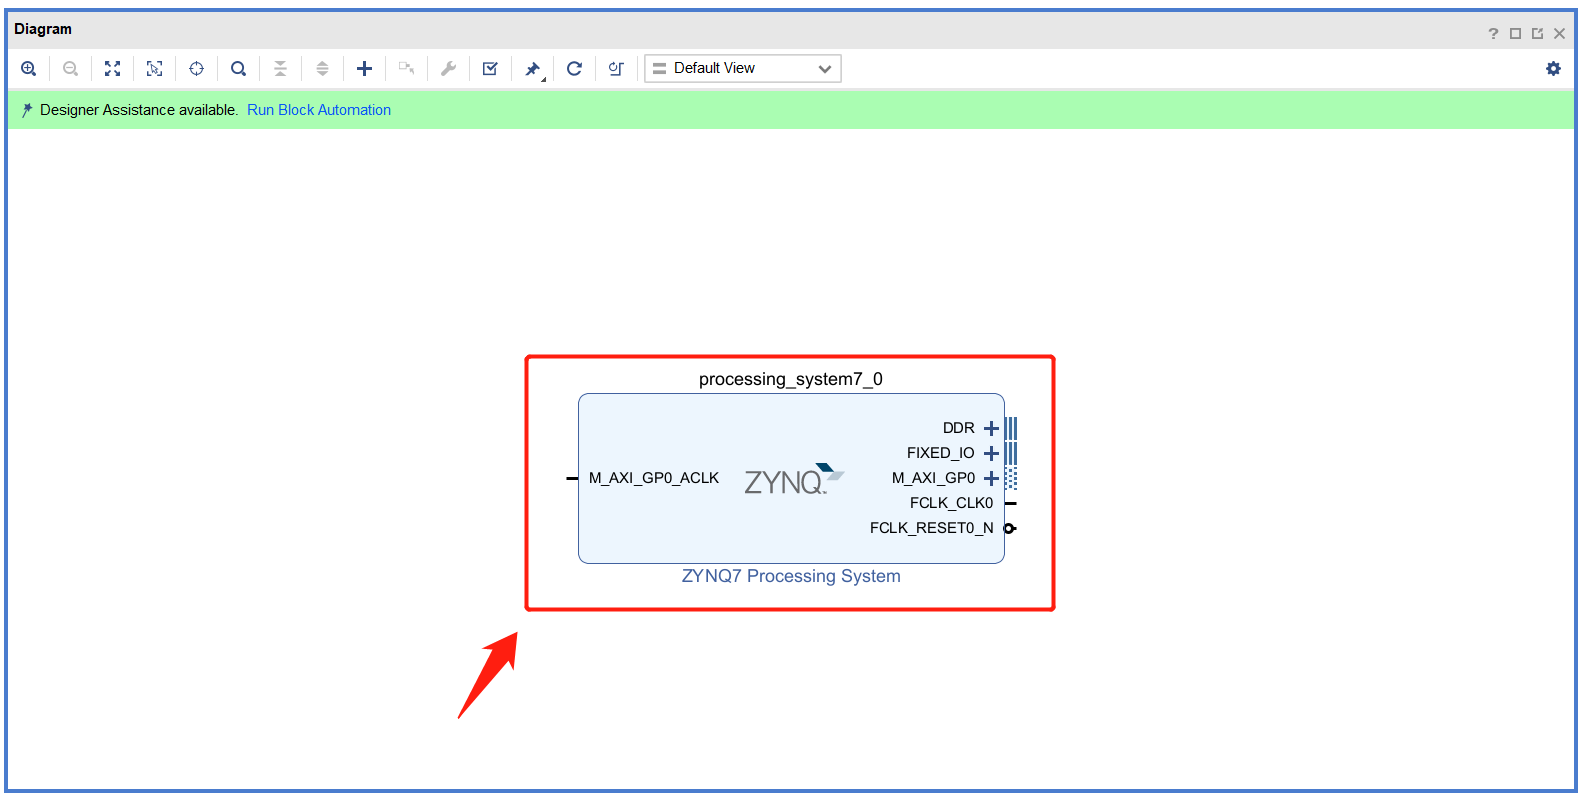 Diagram
?
Default View
Designer Assistance available. Run Block Automation
processing_system7_0
DDR
FIXED_IO
M_AXI_GP0_ACLK
ZYNQ™
M_AXI_GP0
FCLK_CLK0
FCLK_RESET0_N
ZYNQ7 Processing System